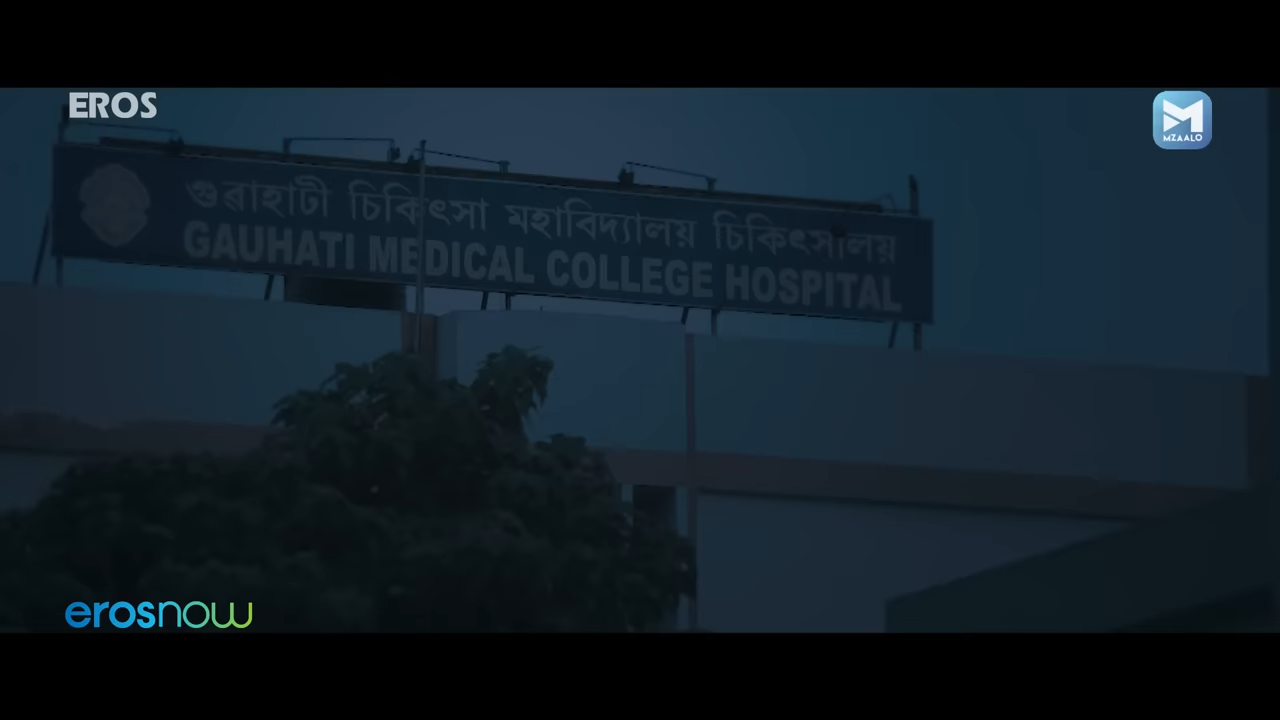 EROS
MZAALO
গুৱাহাটী চিকিৎসা মহাবিদ্যালয় চিকিৎসালয়
GAUHATI MEDICAL COLLEGE HOSPITAL
erosnow